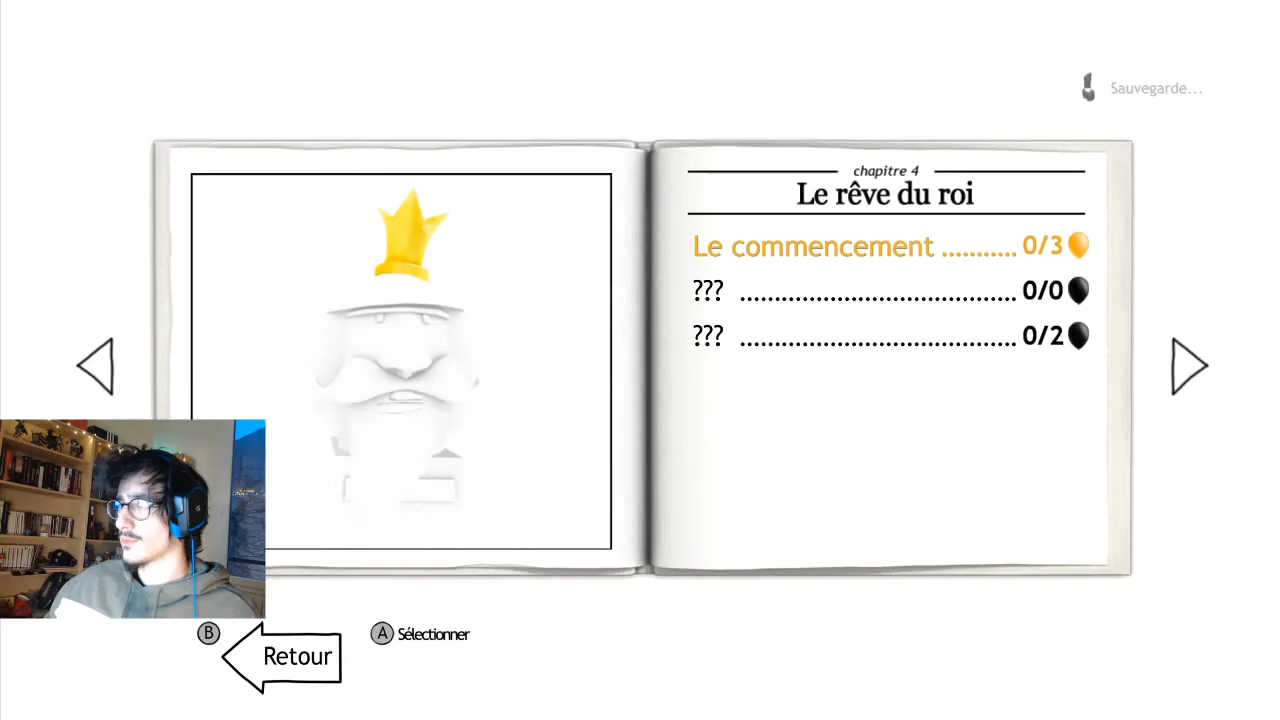 Sauvegarde...
chapitre 4
Le rêve du roi
Le commencement ........... 0/3
??? ........................................ 0/0
??? ........................................ 0/2
B
Retour
A Sélectionner